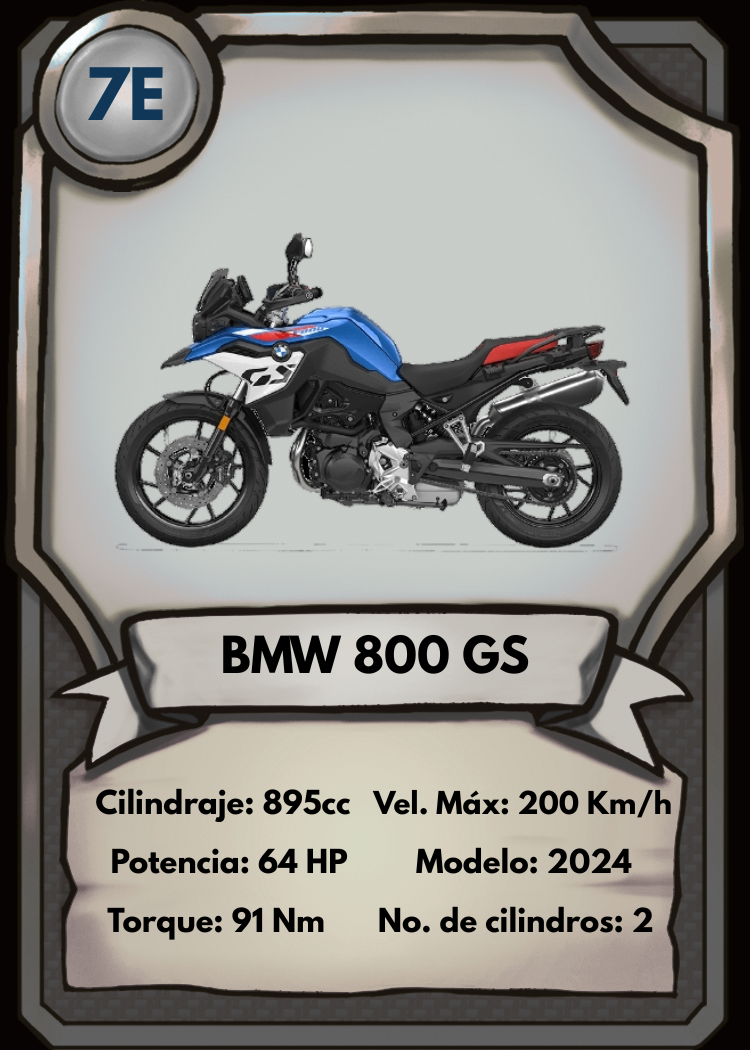 7E
BMW 800 GS
Cilindraje: 895cc Vel. Máx: 200 Km/h
Potencia: 64 HP Modelo: 2024
Torque: 91 Nm No. de cilindros: 2